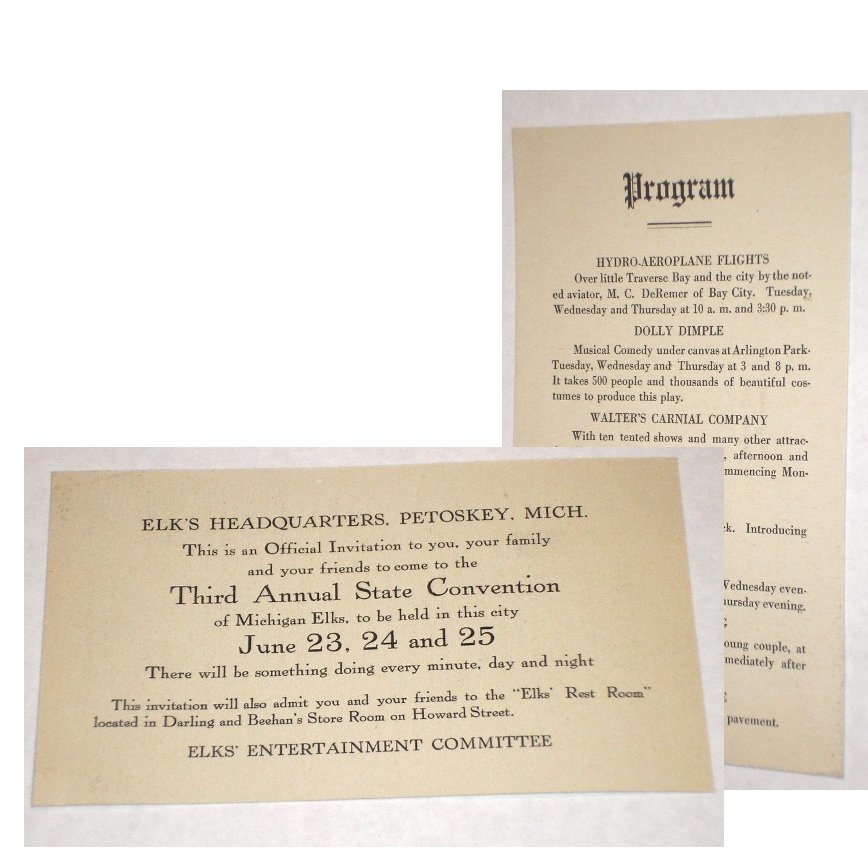 Program
HYDRO-AEROPLANE FLIGHTS
Over little Traverse Bay and the city by the not-
ed aviator, M. C. DeRemer of Bay City. Tuesday,
Wednesday and Thursday at 10 a. m. and 3:30 p. m.
DOLLY DIMPLE
Musical Comedy under canvas at Arlington Park-
Tuesday, Wednesday and Thursday at 3 and 8 p. m.
It takes 500 people and thousands of beautiful cos-
tumes to produce this play.
WALTER'S CARNIAL COMPANY
With ten tented shows and many other attrac-
, afternoon and
mmencing Mon-
ck. Introducing
Wednesday even-
ursday evening.
G
oung couple, at
mediately after
E
pavement.
ELK'S HEADQUARTERS, PETOSKEY, MICH.
This is an Official Invitation to you, your family
and your friends to come to the
Third Annual State Convention
of Michigan Elks, to be held in this city
June 23, 24 and 25
There will be something doing every minute, day and night
This invitation will also admit you and your friends to the "Elks' Rest Room"
located in Darling and Beehan's Store Room on Howard Street.
ELKS' ENTERTAINMENT COMMITTEE